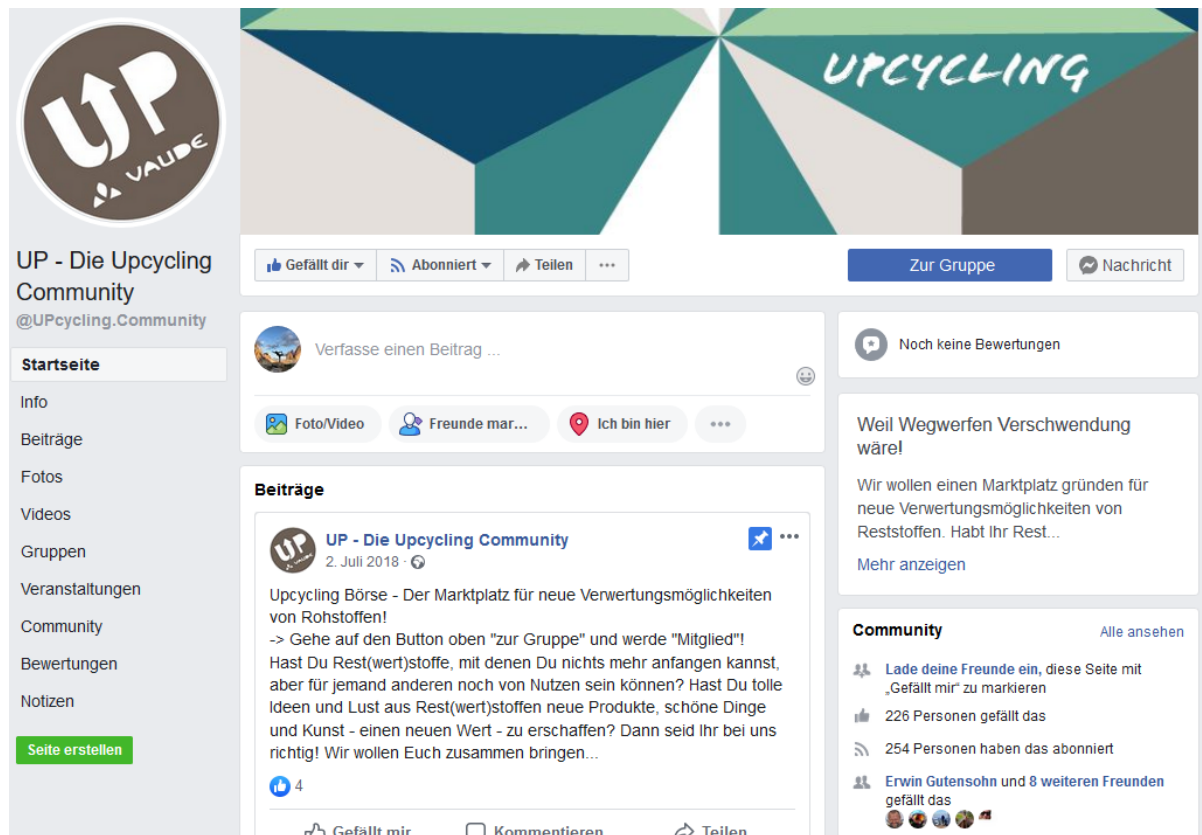 UP
VAUDE
UPCYCLING
UP - Die Upcycling
Community
@UPcycling.Community
Startseite
Info
Beiträge
Fotos
Videos
Gruppen
Veranstaltungen
Community
Bewertungen
Notizen
Seite erstellen
Gefällt dir
Abonniert
Teilen
Zur Gruppe
Nachricht
Verfasse einen Beitrag ...
Foto/Video
Freunde mar...
Ich bin hier
Beiträge
UP - Die Upcycling Community
2. Juli 2018 ·
Upcycling Börse - Der Marktplatz für neue Verwertungsmöglichkeiten
von Rohstoffen!
-> Gehe auf den Button oben "zur Gruppe" und werde "Mitglied"!
Hast Du Rest(wert)stoffe, mit denen Du nichts mehr anfangen kannst,
aber für jemand anderen noch von Nutzen sein können? Hast Du tolle
Ideen und Lust aus Rest(wert)stoffen neue Produkte, schöne Dinge
und Kunst - einen neuen Wert - zu erschaffen? Dann seid Ihr bei uns
richtig! Wir wollen Euch zusammen bringen...
4
Gefällt mir
Kommentieren
Teilen
Noch keine Bewertungen
Weil Wegwerfen Verschwendung
wäre!
Wir wollen einen Marktplatz gründen für
neue Verwertungsmöglichkeiten von
Reststoffen. Habt Ihr Rest...
Mehr anzeigen
Community
Alle ansehen
Lade deine Freunde ein, diese Seite mit
„Gefällt mir“ zu markieren
226 Personen gefällt das
254 Personen haben das abonniert
Erwin Gutensohn und 8 weiteren Freunden
gefällt das